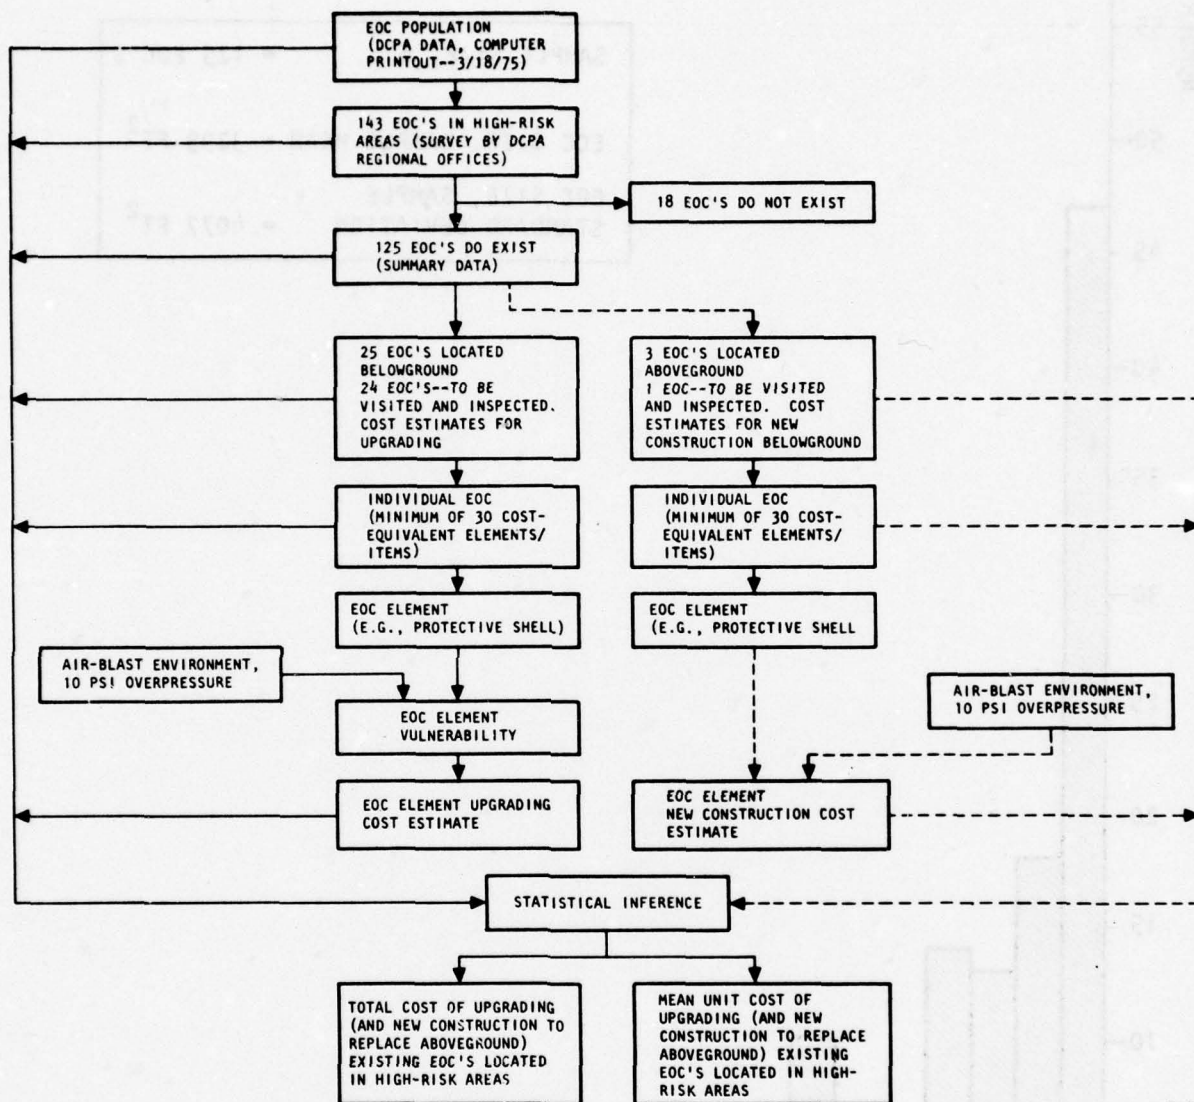 EOC POPULATION
(DCPA DATA, COMPUTER
PRINTOUT--3/18/75)
143 EOC'S IN HIGH-RISK
AREAS (SURVEY BY DCPA
REGIONAL OFFICES)
18 EOC'S DO NOT EXIST
125 EOC'S DO EXIST
(SUMMARY DATA)
25 EOC'S LOCATED
BELOWGROUND
24 EOC'S--TO BE
VISITED AND INSPECTED.
COST ESTIMATES FOR
UPGRADING
3 EOC'S LOCATED
ABOVEGROUND
1 EOC--TO BE VISITED
AND INSPECTED. COST
ESTIMATES FOR NEW
CONSTRUCTION BELOWGROUND
INDIVIDUAL EOC
(MINIMUM OF 30 COST-
EQUIVALENT ELEMENTS/
ITEMS)
INDIVIDUAL EOC
(MINIMUM OF 30 COST-
EQUIVALENT ELEMENTS/
ITEMS)
EOC ELEMENT
(E.G., PROTECTIVE SHELL)
EOC ELEMENT
(E.G., PROTECTIVE SHELL
AIR-BLAST ENVIRONMENT,
10 PSI OVERPRESSURE
AIR-BLAST ENVIRONMENT,
10 PSI OVERPRESSURE
EOC ELEMENT
VULNERABILITY
EOC ELEMENT UPGRADING
COST ESTIMATE
EOC ELEMENT
NEW CONSTRUCTION COST
ESTIMATE
STATISTICAL INFERENCE
TOTAL COST OF UPGRADING
(AND NEW CONSTRUCTION TO
REPLACE ABOVEGROUND)
EXISTING EOC'S LOCATED
IN HIGH-RISK AREAS
MEAN UNIT COST OF
UPGRADING (AND NEW
CONSTRUCTION TO REPLACE
ABOVEGROUND) EXISTING
EOC'S LOCATED IN HIGH-
RISK AREAS